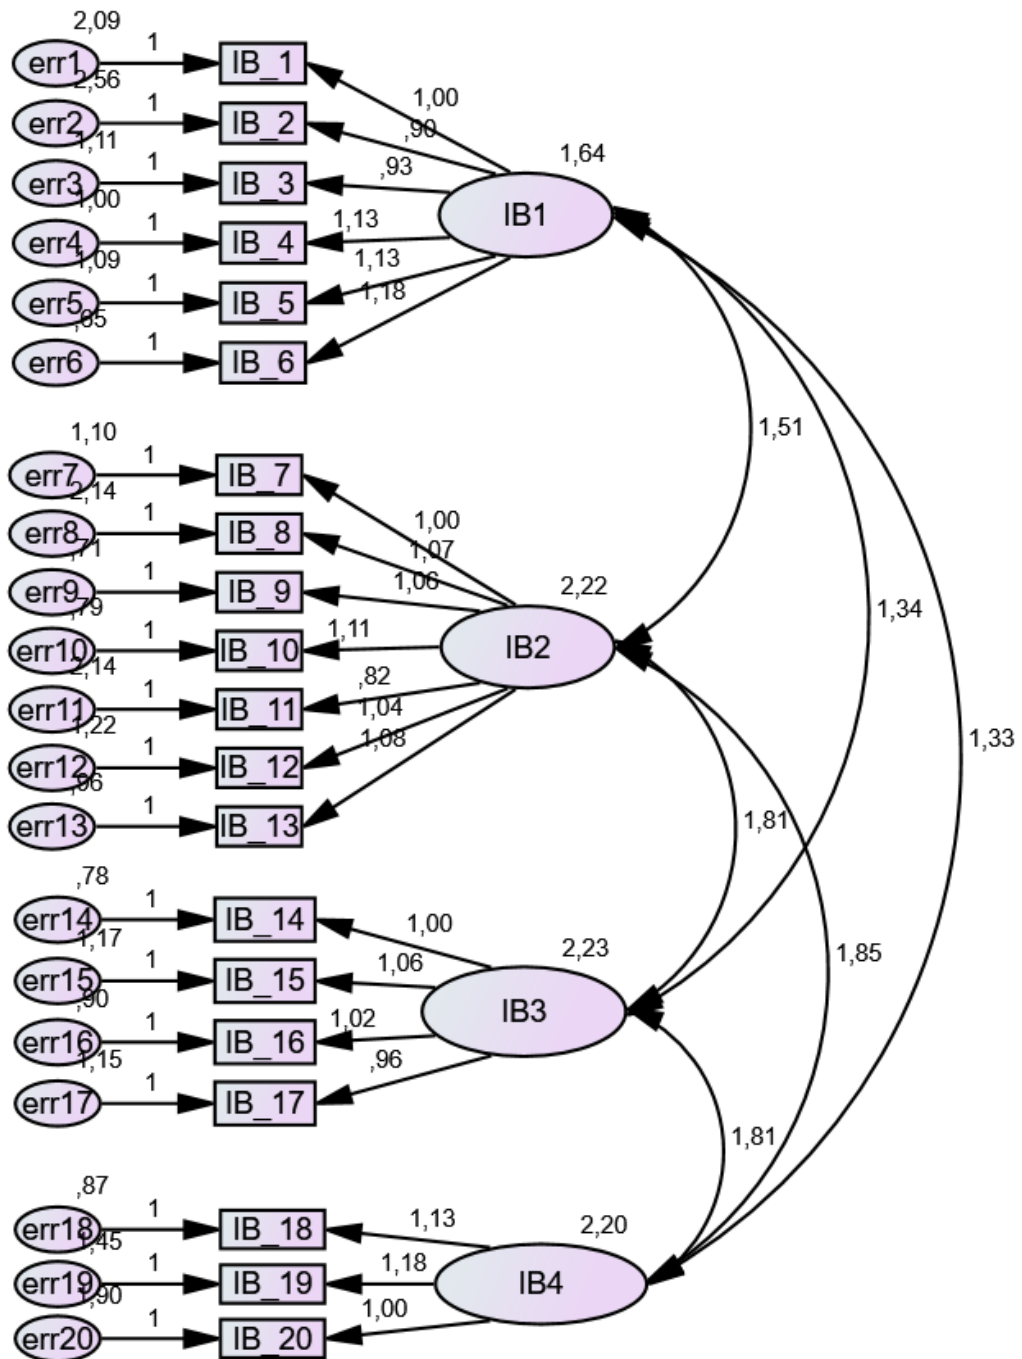 2,09
err1 1 IB_1
2,56
1,00
err2 1 IB_2
,90
1,11
1,64
err3 1 IB_3
,93
1,00
IB1
err4 1 IB_4
1,13
1,09
1,13
err5 1 IB_5
1,18
err6 1 IB_6
1,51
1,10
err7 1 IB_7
2,14
1,00
err8 1 IB_8
,71
1,07
1,06
2,22
err9 1 IB_9
,79
1,34
err10 1 IB_10
1,11
IB2
2,14
,82
err11 1 IB_11
1,22
1,04
1,08
1,33
err12 1 IB_12
,96
err13 1 IB_13
1,81
,78
err14 1 IB_14
1,17
1,00
1,06
2,23
1,85
err15 1 IB_15
,90
IB3
1,02
err16 1 IB_16
1,15
,96
err17 1 IB_17
1,81
,87
err18 1 IB_18
1,45
1,13
2,20
1,18
err19 1 IB_19
IB4
1,90
1,00
err20 1 IB_20